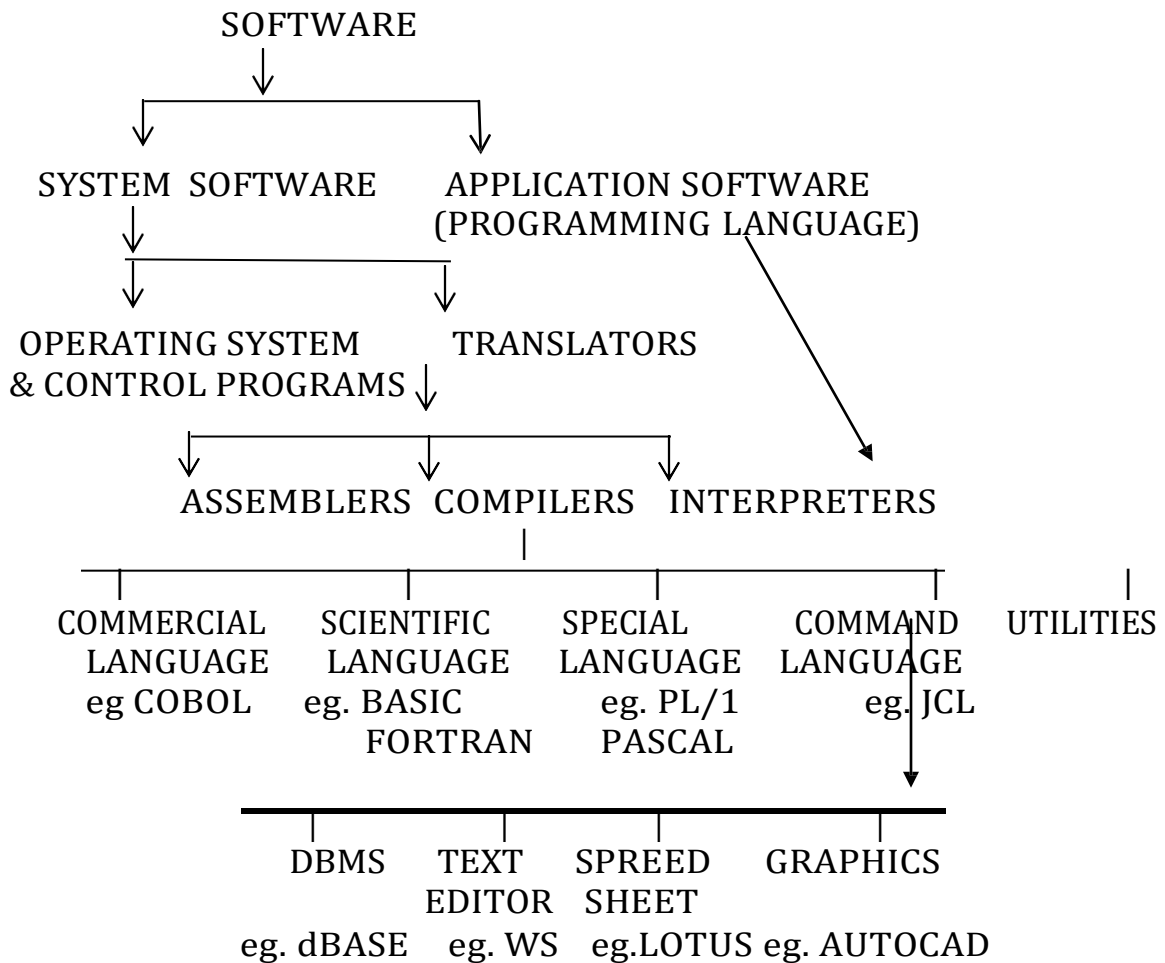 SOFTWARE
SYSTEM SOFTWARE APPLICATION SOFTWARE
(PROGRAMMING LANGUAGE)
OPERATING SYSTEM TRANSLATORS
& CONTROL PROGRAMS
ASSEMBLERS COMPILERS INTERPRETERS
COMMERCIAL SCIENTIFIC SPECIAL COMMAND UTILITIES
LANGUAGE LANGUAGE LANGUAGE LANGUAGE
eg COBOL eg. BASIC eg. PL/1 eg. JCL
FORTRAN PASCAL
DBMS TEXT SPREED GRAPHICS
EDITOR SHEET
eg. dBASE eg. WS eg.LOTUS eg. AUTOCAD